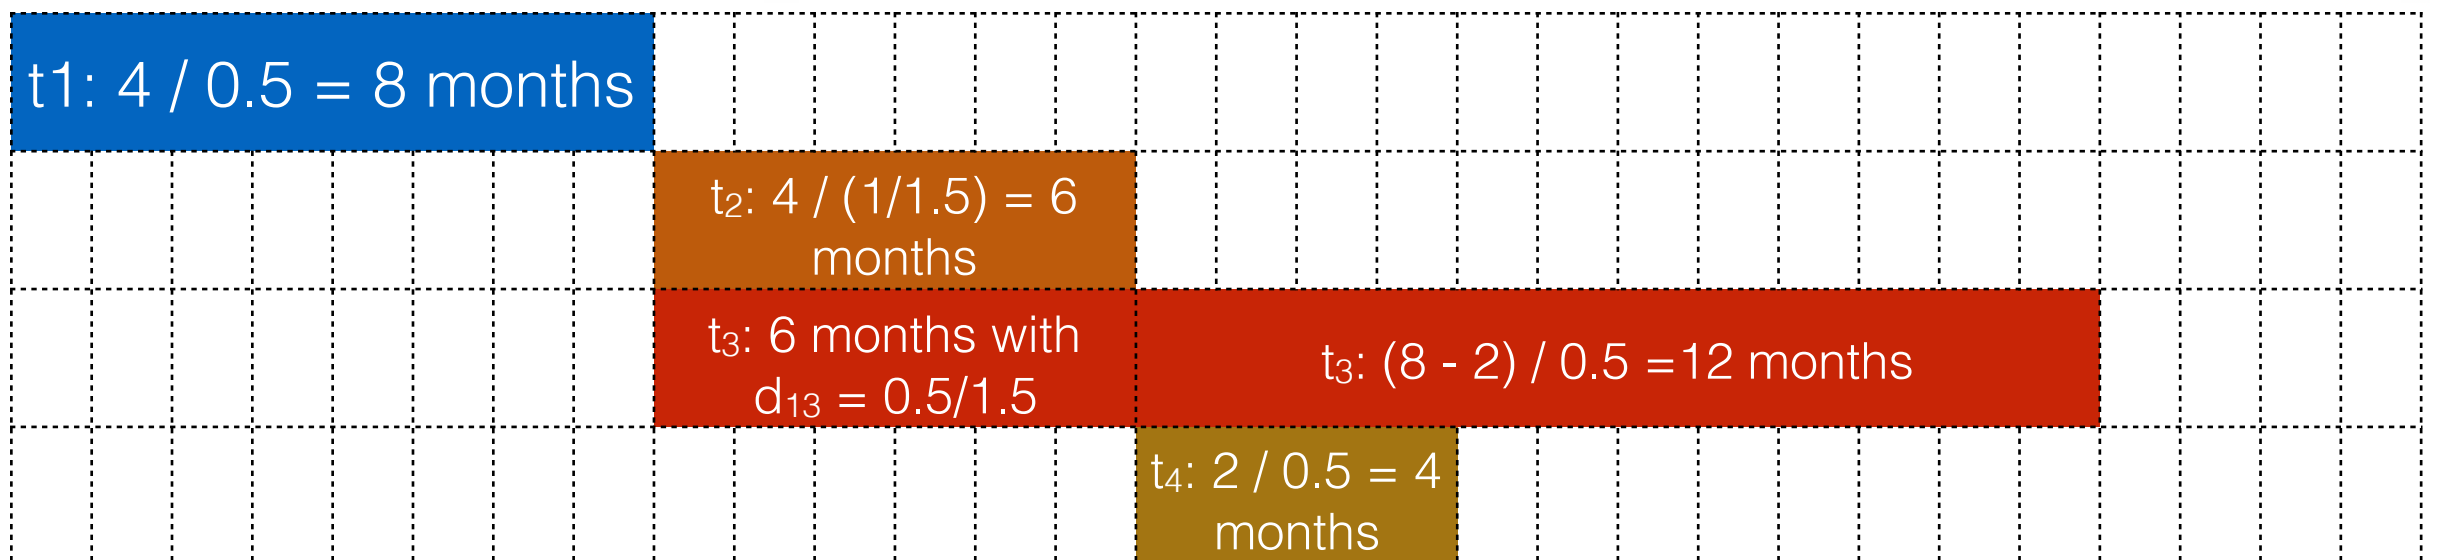 t1: 4 / 0.5 = 8 months
t₂: 4 / (1/1.5) = 6
months
t₃: 6 months with
d₁₃ = 0.5/1.5
t₃: (8 - 2) / 0.5 =12 months
t₄: 2 / 0.5 = 4
months